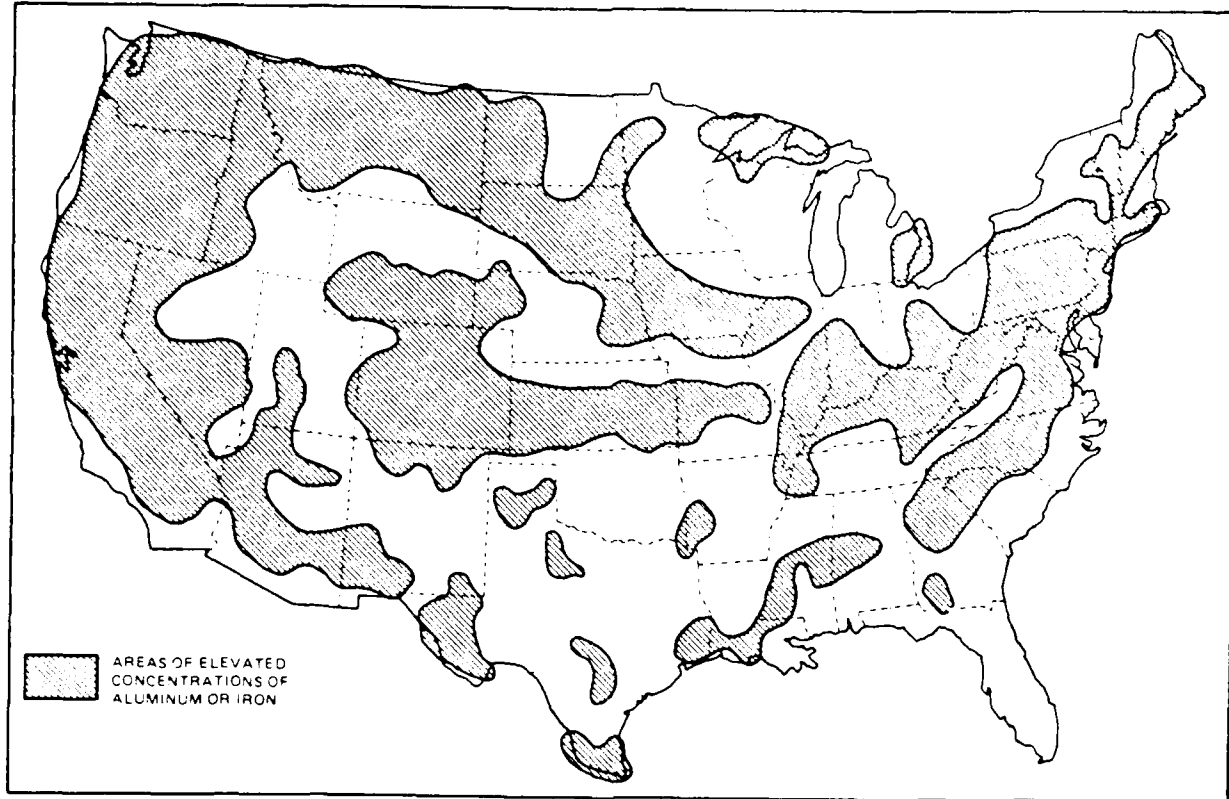 AREAS OF ELEVATED
CONCENTRATIONS OF
ALUMINUM OR IRON